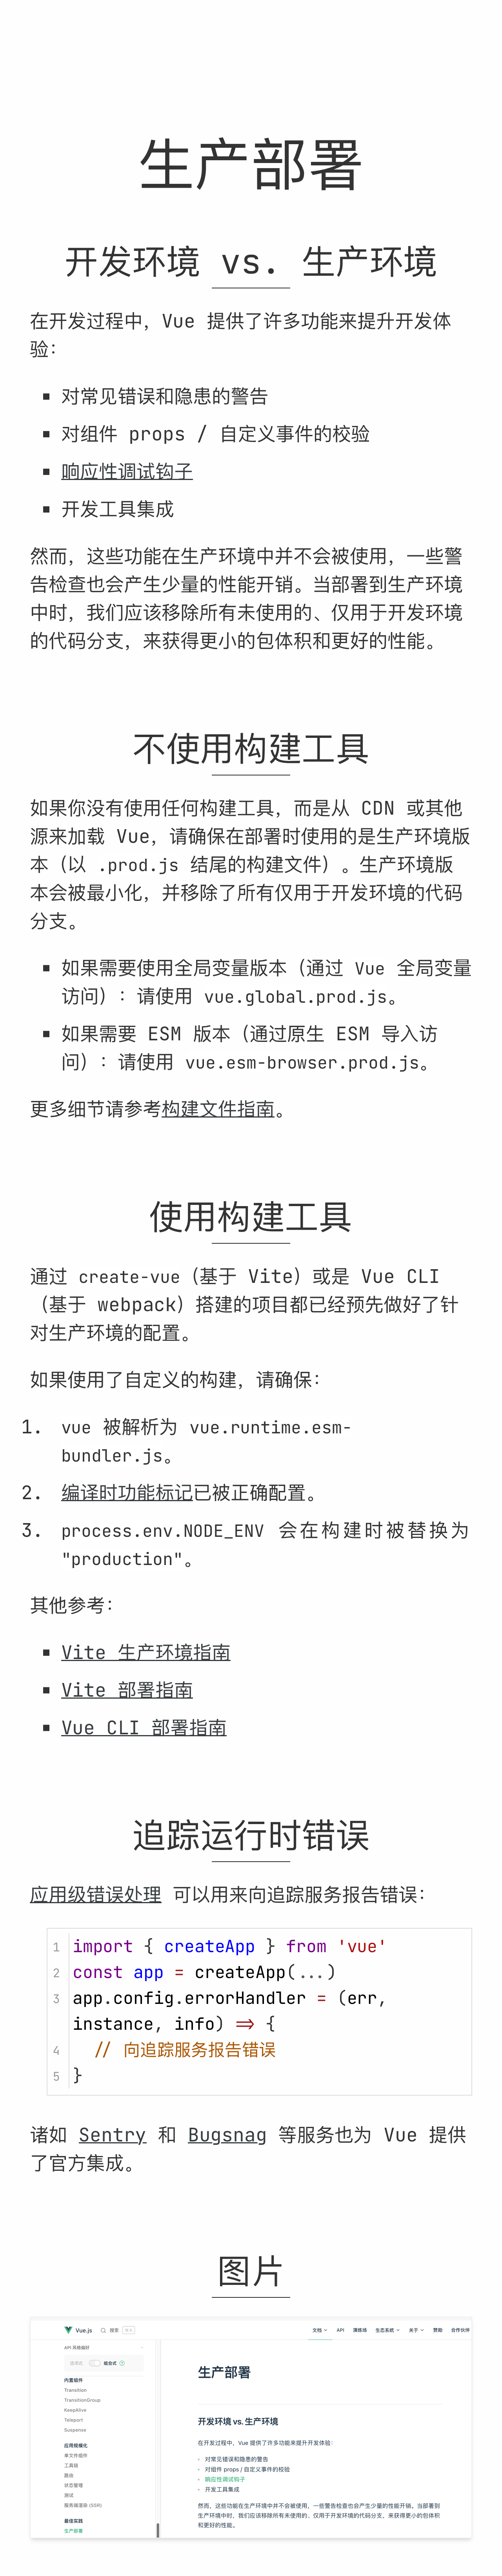 生产部署
开发环境 vs. 生产环境
在开发过程中，Vue 提供了许多功能来提升开发体
验：
▪ 对常见错误和隐患的警告
▪ 对组件 props / 自定义事件的校验
▪ 响应性调试钩子
▪ 开发工具集成
然而，这些功能在生产环境中并不会被使用，一些警
告检查也会产生少量的性能开销。当部署到生产环境
中时，我们应该移除所有未使用的、仅用于开发环境
的代码分支，来获得更小的包体积和更好的性能。
不使用构建工具
如果你没有使用任何构建工具，而是从 CDN 或其他
源来加载 Vue，请确保在部署时使用的是生产环境版
本（以 .prod.js 结尾的构建文件）。生产环境版
本会被最小化，并移除了所有仅用于开发环境的代码
分支。
▪ 如果需要使用全局变量版本（通过 Vue 全局变量
访问）：请使用 vue.global.prod.js。
▪ 如果需要 ESM 版本（通过原生 ESM 导入访
问）：请使用 vue.esm-browser.prod.js。
更多细节请参考构建文件指南。
使用构建工具
通过 create-vue（基于 Vite）或是 Vue CLI
（基于 webpack）搭建的项目都已经预先做好了针
对生产环境的配置。
如果使用了自定义的构建，请确保：
1. vue 被解析为 vue.runtime.esm-
bundler.js。
2. 编译时功能标记已被正确配置。
3. process.env.NODE_ENV 会在构建时被替换为
"production"。
其他参考：
▪ Vite 生产环境指南
▪ Vite 部署指南
▪ Vue CLI 部署指南
追踪运行时错误
应用级错误处理 可以用来向追踪服务报告错误：
1 import { createApp } from 'vue'
2 const app = createApp(...)
3 app.config.errorHandler = (err,
instance, info) => {
4 // 向追踪服务报告错误
5 }
诸如 Sentry 和 Bugsnag 等服务也为 Vue 提供
了官方集成。
图片
Vue.js 搜索 文档 API 演练场 生态系统 关于 赞助 合作伙伴
API 风格偏好
选项式 组合式 ?
内置组件
Transition
TransitionGroup
KeepAlive
Teleport
Suspense
应用规模化
单文件组件
工具链
路由
状态管理
测试
服务端渲染 (SSR)
最佳实践
生产部署
生产部署
开发环境 vs. 生产环境
在开发过程中，Vue 提供了许多功能来提升开发体验：
• 对常见错误和隐患的警告
• 对组件 props / 自定义事件的校验
• 响应性调试钩子
• 开发工具集成
然而，这些功能在生产环境中并不会被使用，一些警告检查也会产生少量的性能开销。当部署到
生产环境中时，我们应该移除所有未使用的、仅用于开发环境的代码分支，来获得更小的包体积
和更好的性能。